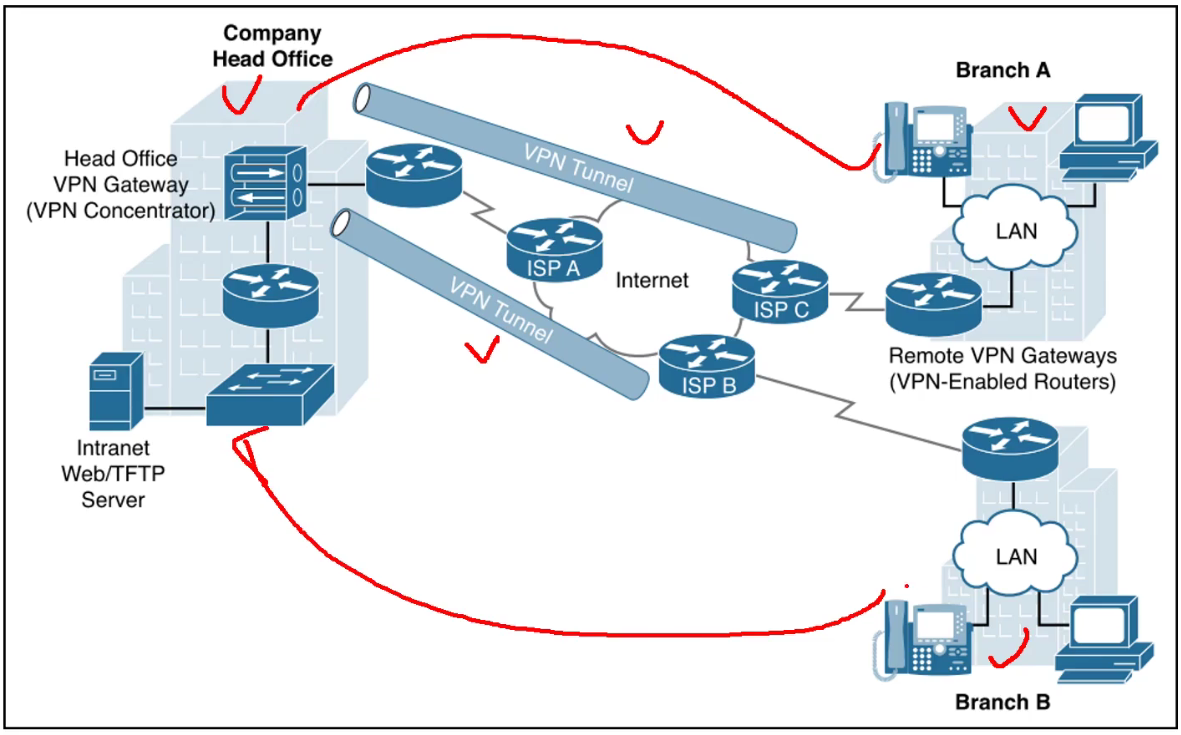 Company
Head Office
Branch A
Head Office
VPN Gateway
(VPN Concentrator)
VPN Tunnel
LAN
ISP A
Internet
VPN Tunnel
ISP C
ISP B
Remote VPN Gateways
(VPN-Enabled Routers)
Intranet
Web/TFTP
Server
LAN
Branch B